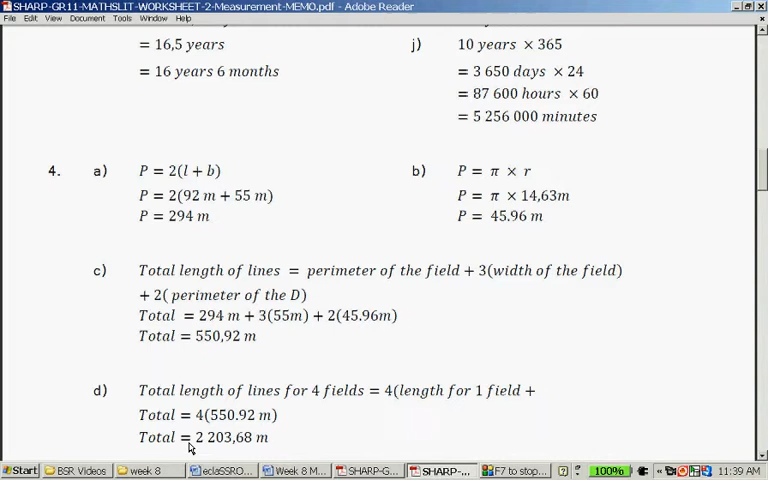 SHARP-GR11-MATHSLIT-WORKSHEET-2-Measurement-MEMO.pdf - Adobe Reader
File Edit View Document Tools Window Help
= 16,5 years
= 16 years 6 months
j) 10 years × 365
= 3 650 days × 24
= 87 600 hours × 60
= 5 256 000 minutes
4. a) P = 2(l + b)
P = 2(92 m + 55 m)
P = 294 m
b) P = π × r
P = π × 14,63m
P = 45.96 m
c) Total length of lines = perimeter of the field + 3(width of the field)
+ 2( perimeter of the D)
Total = 294 m + 3(55m) + 2(45.96m)
Total = 550,92 m
d) Total length of lines for 4 fields = 4(length for 1 field +
Total = 4(550.92 m)
Total = 2 203,68 m
Start BSR Videos week 8 eclaSSRO... Week 8 M... SHARP-G... SHARP-... F7 to stop... 100% 11:39 AM